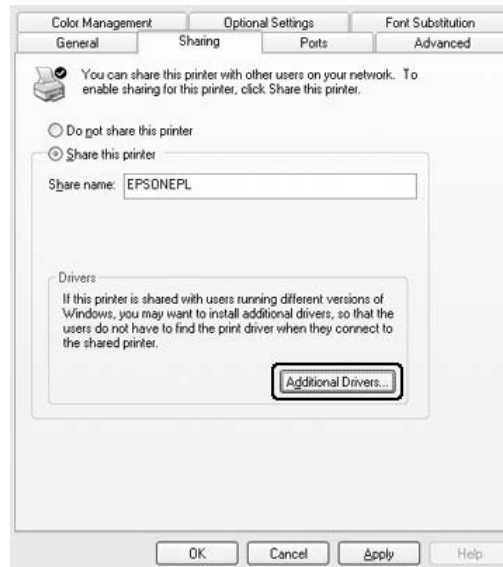 Color Management Optional Settings Font Substitution
General Sharing Ports Advanced
You can share this printer with other users on your network. To
enable sharing for this printer, click Share this printer.
Do not share this printer
Share this printer
Share name: EPSONEPL
Drivers
If this printer is shared with users running different versions of
Windows, you may want to install additional drivers, so that the
users do not have to find the print driver when they connect to
the shared printer.
Additional Drivers...
OK Cancel Apply Help